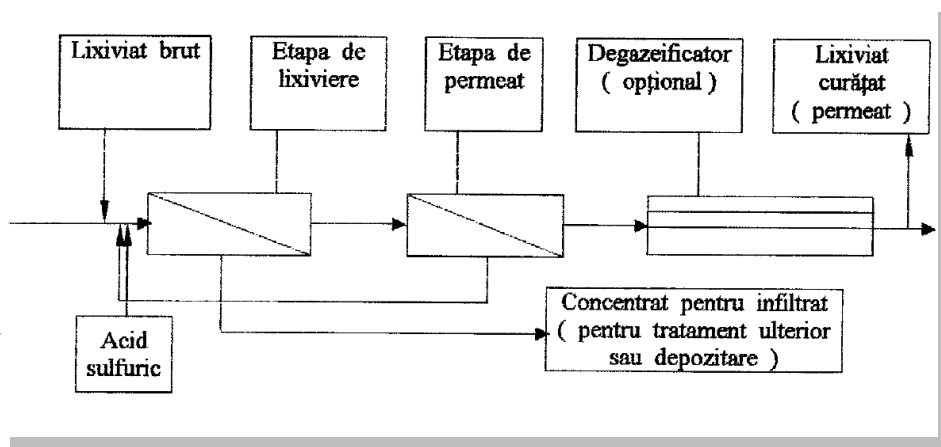 Lixiviat brut
Etapa de
lixiviere
Etapa de
permeat
Degazeificator
( opțional )
Lixiviat
curățat
( permeat )
Acid
sulfuric
Concentrat pentru infiltrat
( pentru tratament ulterior
sau depozitare )